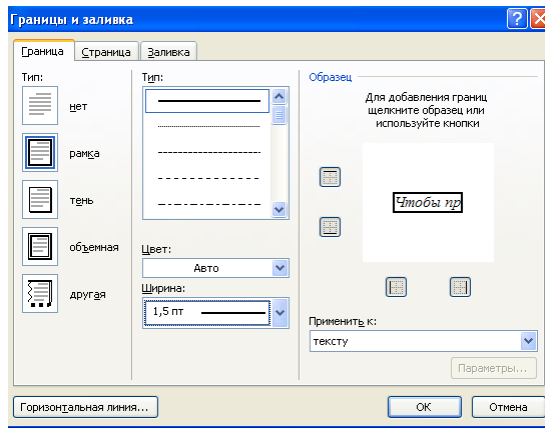 Границы и заливка
Граница Страница Заливка
Тип:
нет
рамка
тень
объемная
другая
Тип:
Цвет:
Авто
Ширина:
1,5 пт
Образец
Для добавления границ
щелкните образец или
используйте кнопки
Чтобы пр
Применить к:
тексту
Параметры...
Горизонтальная линия...
ОК
Отмена